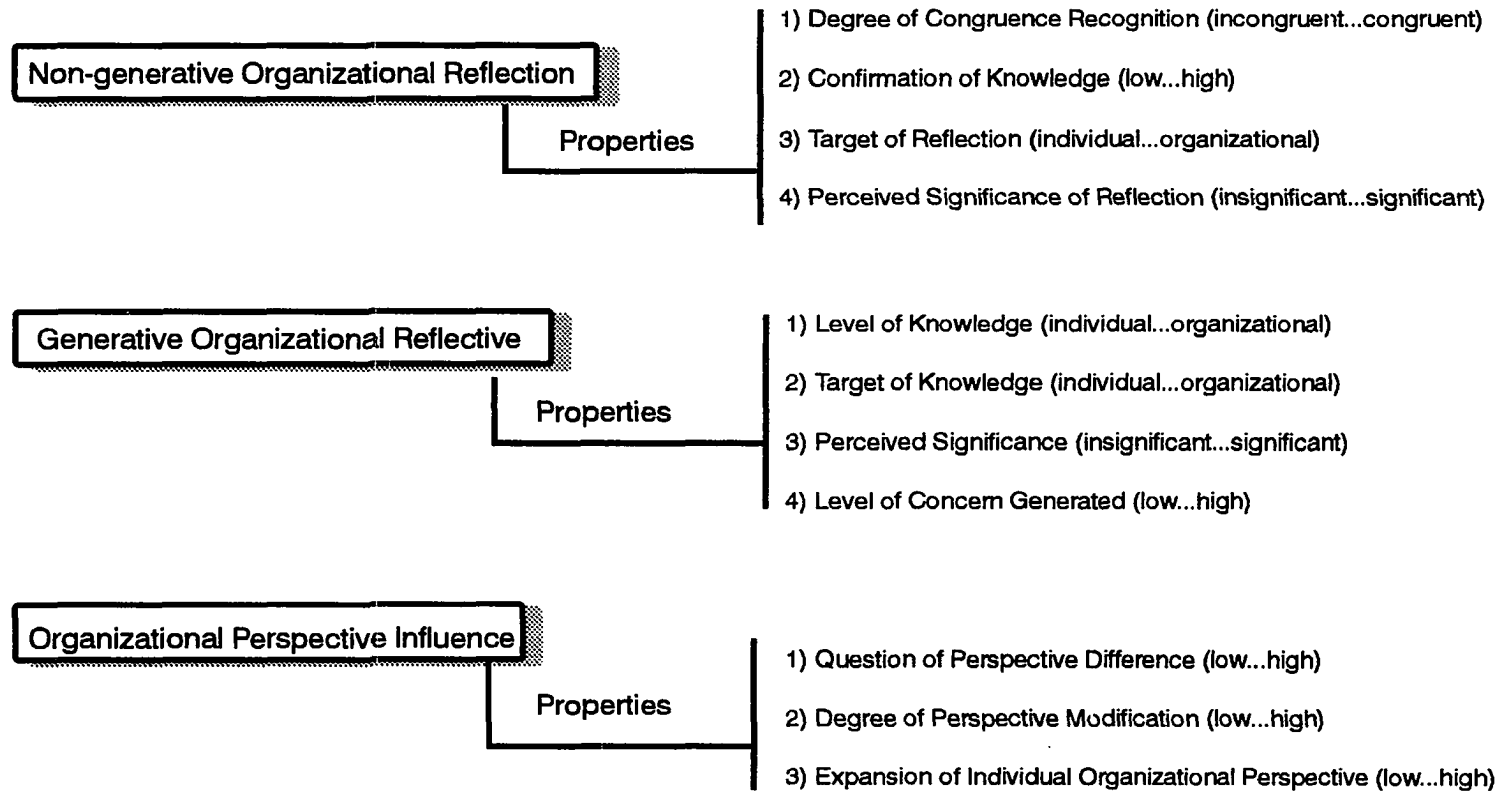 Non-generative Organizational Reflection
Properties
1) Degree of Congruence Recognition (incongruent...congruent)
2) Confirmation of Knowledge (low...high)
3) Target of Reflection (individual...organizational)
4) Perceived Significance of Reflection (insignificant...significant)
Generative Organizational Reflective
Properties
1) Level of Knowledge (individual...organizational)
2) Target of Knowledge (individual...organizational)
3) Perceived Significance (insignificant...significant)
4) Level of Concern Generated (low...high)
Organizational Perspective Influence
Properties
1) Question of Perspective Difference (low...high)
2) Degree of Perspective Modification (low...high)
3) Expansion of Individual Organizational Perspective (low...high)